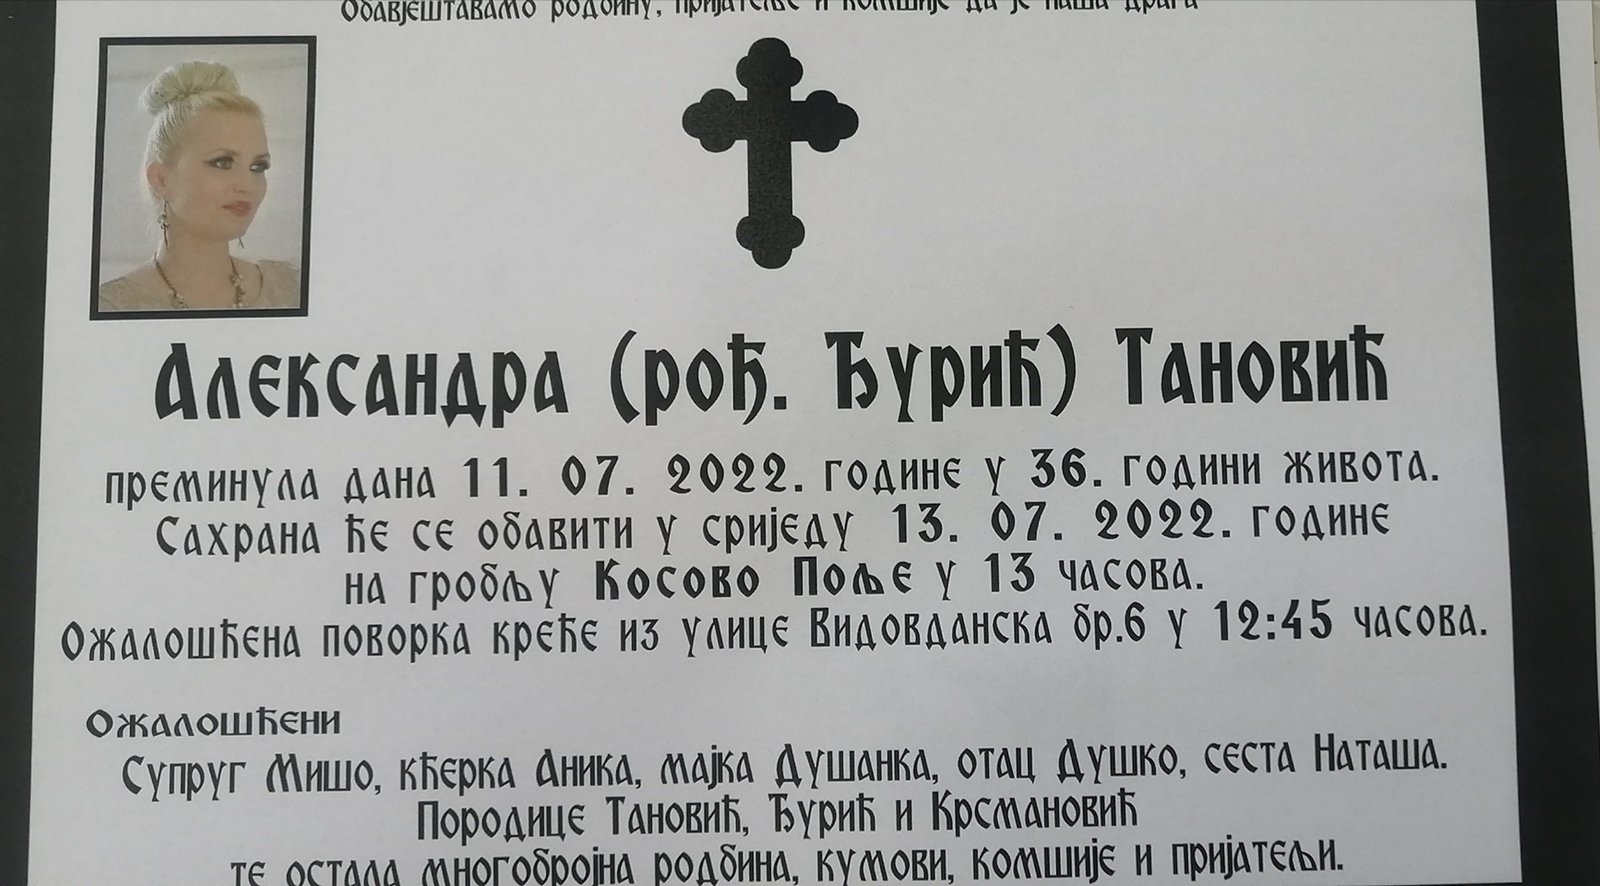 Обавјештавамо родбину, пријатеље и комшије да је наша драга
Александра (рођ. Ђурић) Тановић
преминула дана 11. 07. 2022. године у 36. години живота.
Сахрана ће се обавити у сриједу 13. 07. 2022. године
на гробљу Косово Поље у 13 часова.
Ожалошћена поворка креће из улице Видовданска бр.6 у 12:45 часова.
Ожалошћени
Супруг Мишо, кћерка Аника, мајка Душанка, отац Душко, сеста Наташа.
Породице Тановић, Ђурић и Крсмановић
те остала многобројна родбина, кумови, комшије и пријатељи.